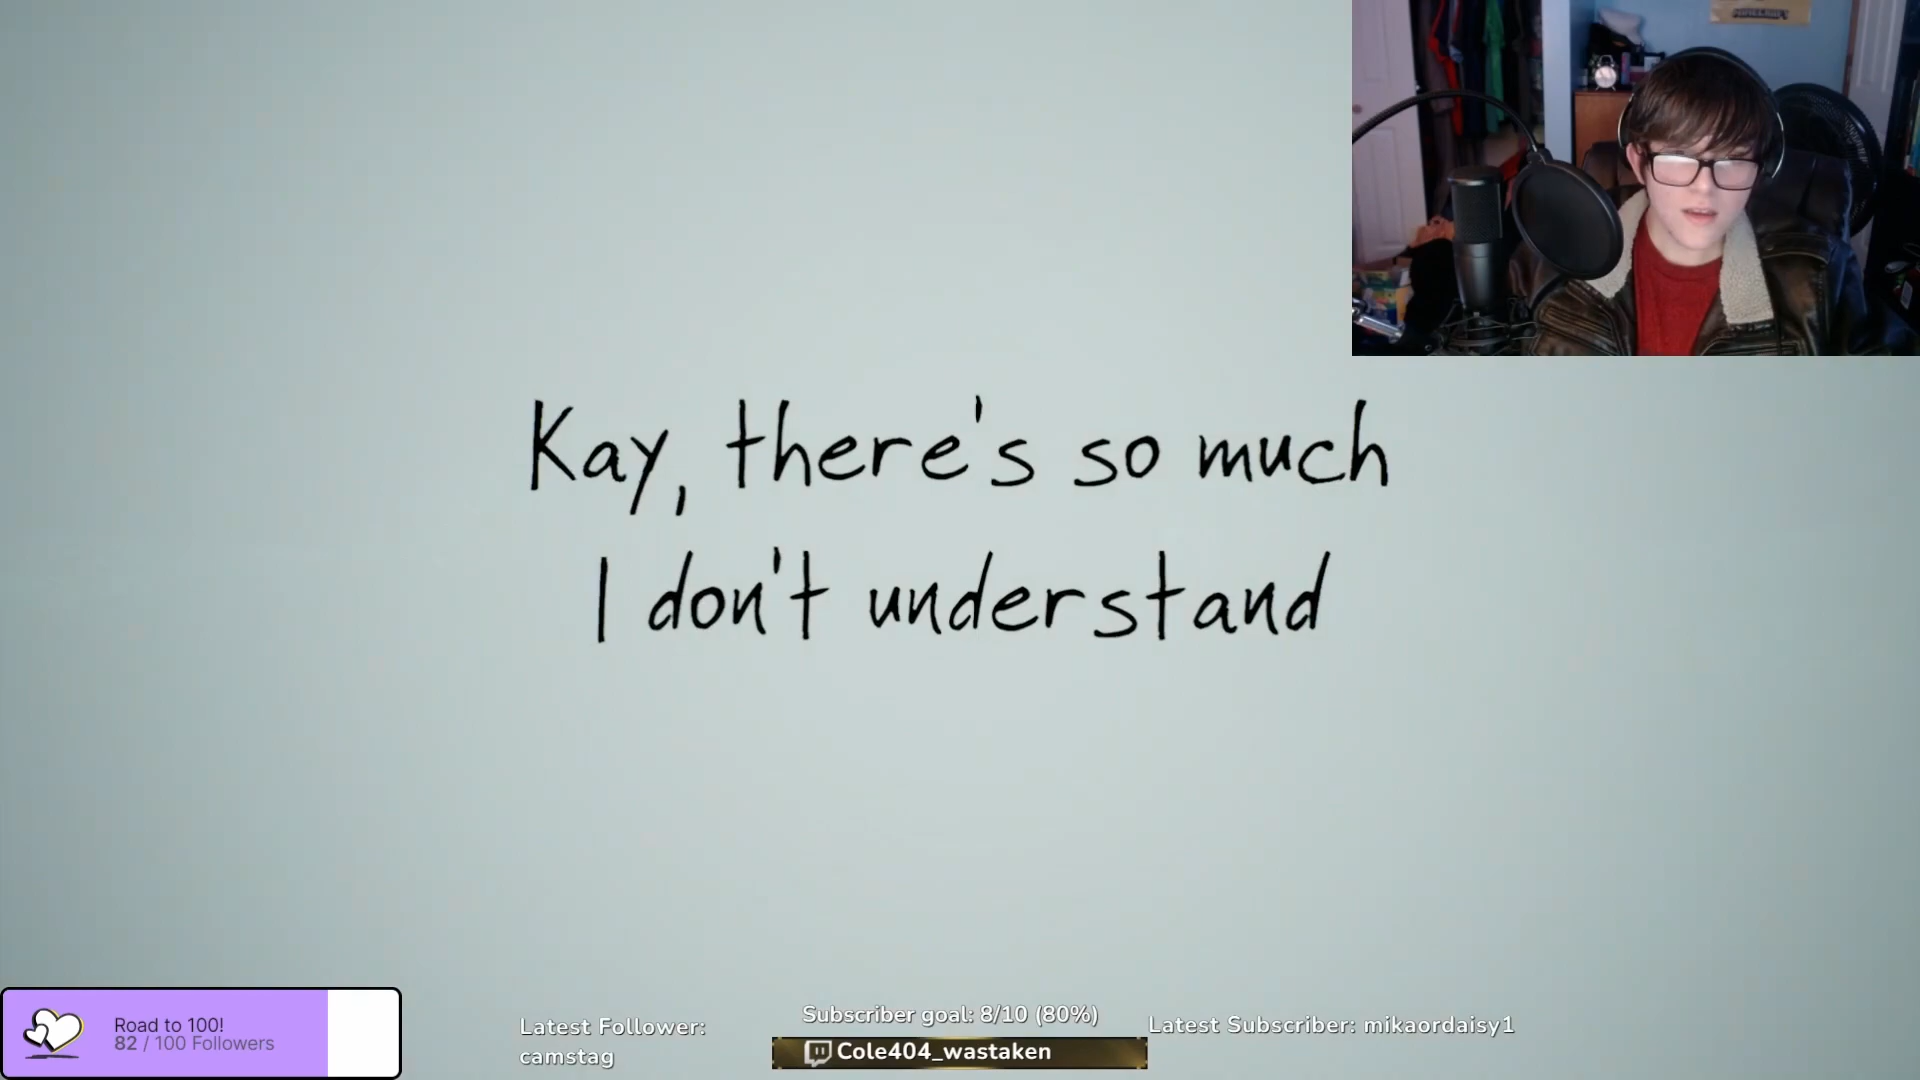 MINECRAFT
Kay, there's so much
I don't understand
Road to 100!
82 / 100 Followers
Latest Follower:
camstag
Subscriber goal: 8/10 (80%)
Cole404_wastaken
Latest Subscriber: mikaordaisy1